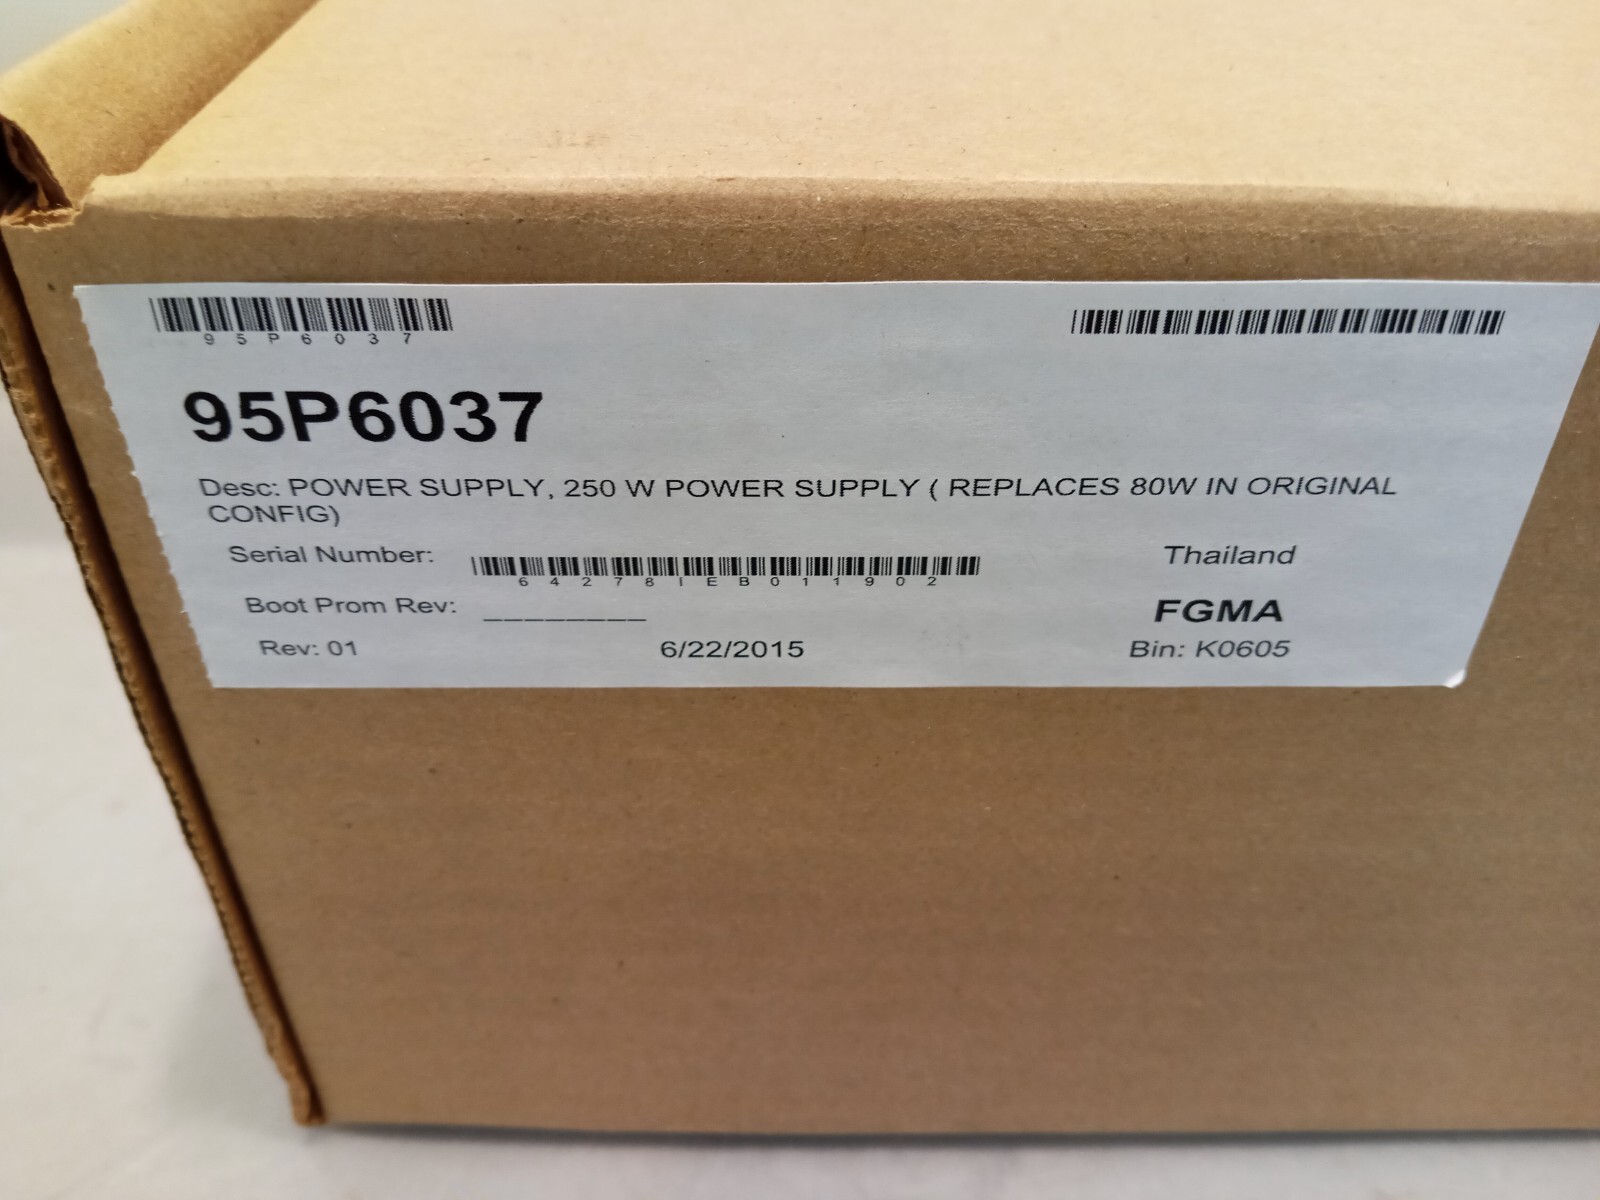 95P6037
95P6037
Desc: POWER SUPPLY, 250 W POWER SUPPLY ( REPLACES 80W IN ORIGINAL
CONFIG)
Serial Number:
64278IEB011902
Thailand
Boot Prom Rev: ________
FGMA
Rev: 01
6/22/2015
Bin: K0605